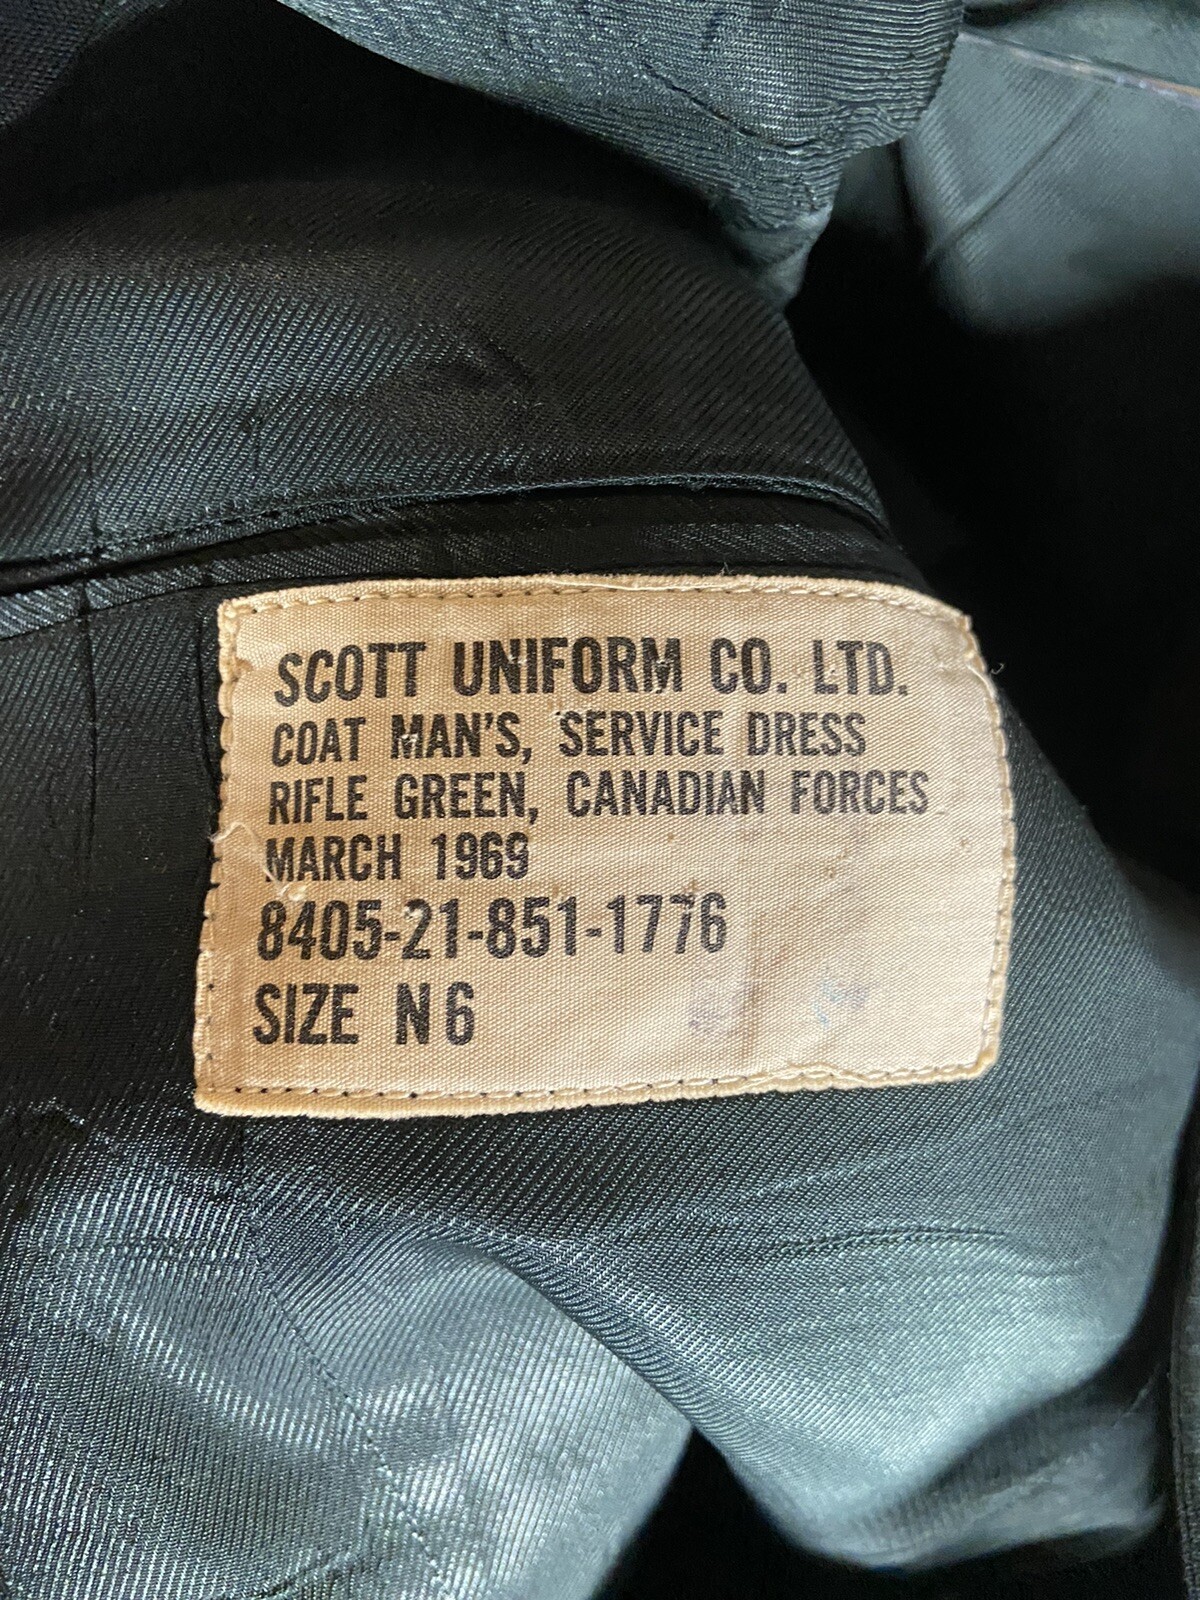 SCOTT UNIFORM CO. LTD.
COAT MAN'S, SERVICE DRESS
RIFLE GREEN, CANADIAN FORCES
MARCH 1969
8405-21-851-1776
SIZE N6